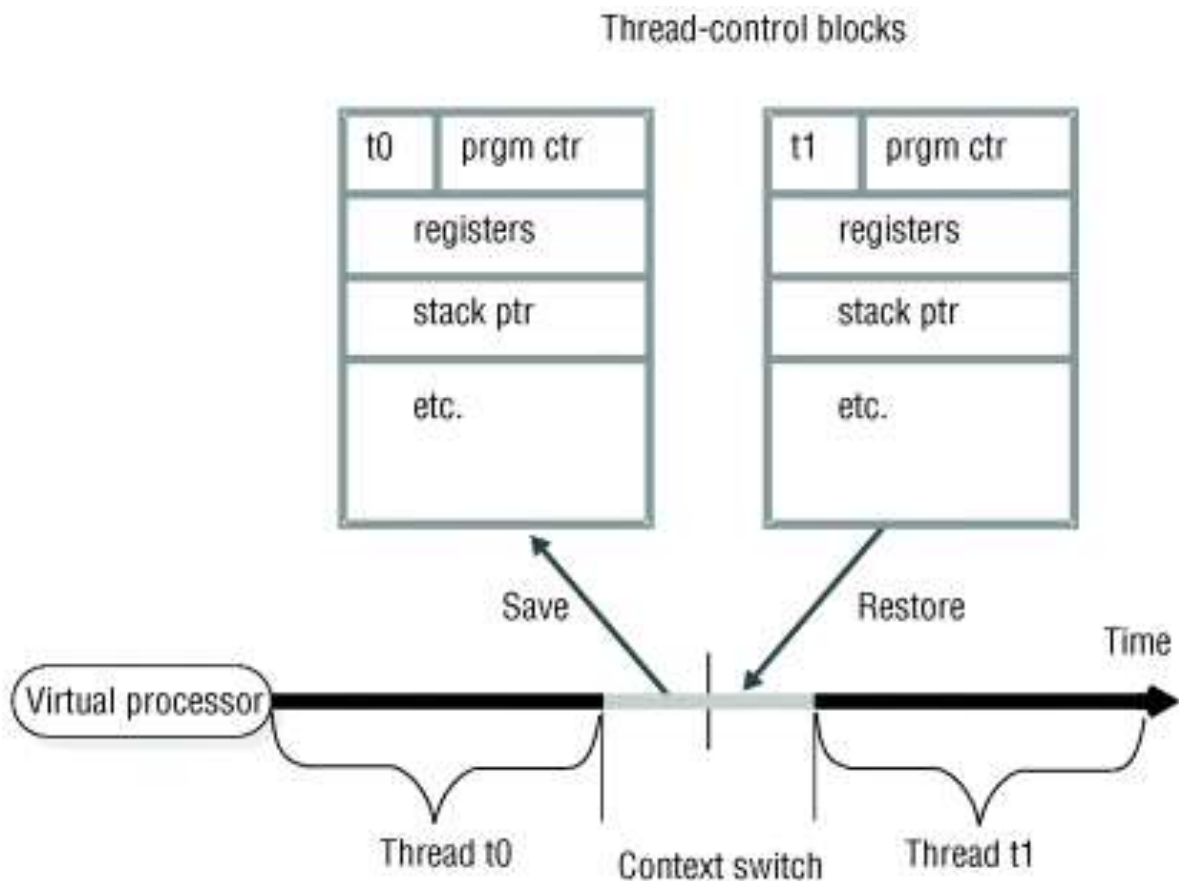 Thread-control blocks
t0 prgm ctr
registers
stack ptr
etc.
t1 prgm ctr
registers
stack ptr
etc.
Save
Restore
Time
Virtual processor
Thread t0
Context switch
Thread t1